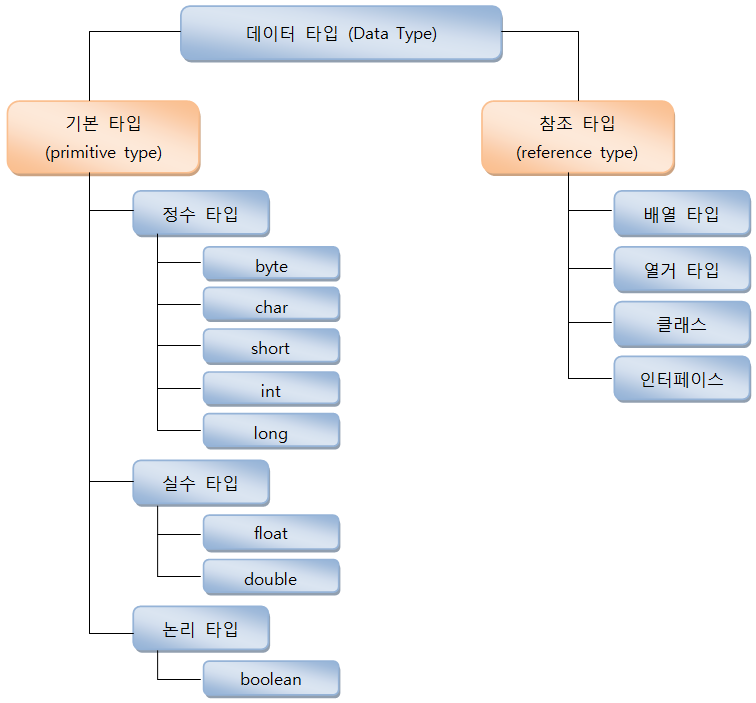 데이터 타입 (Data Type)
기본 타입
(primitive type)
정수 타입
byte
char
short
int
long
실수 타입
float
double
논리 타입
boolean
참조 타입
(reference type)
배열 타입
열거 타입
클래스
인터페이스